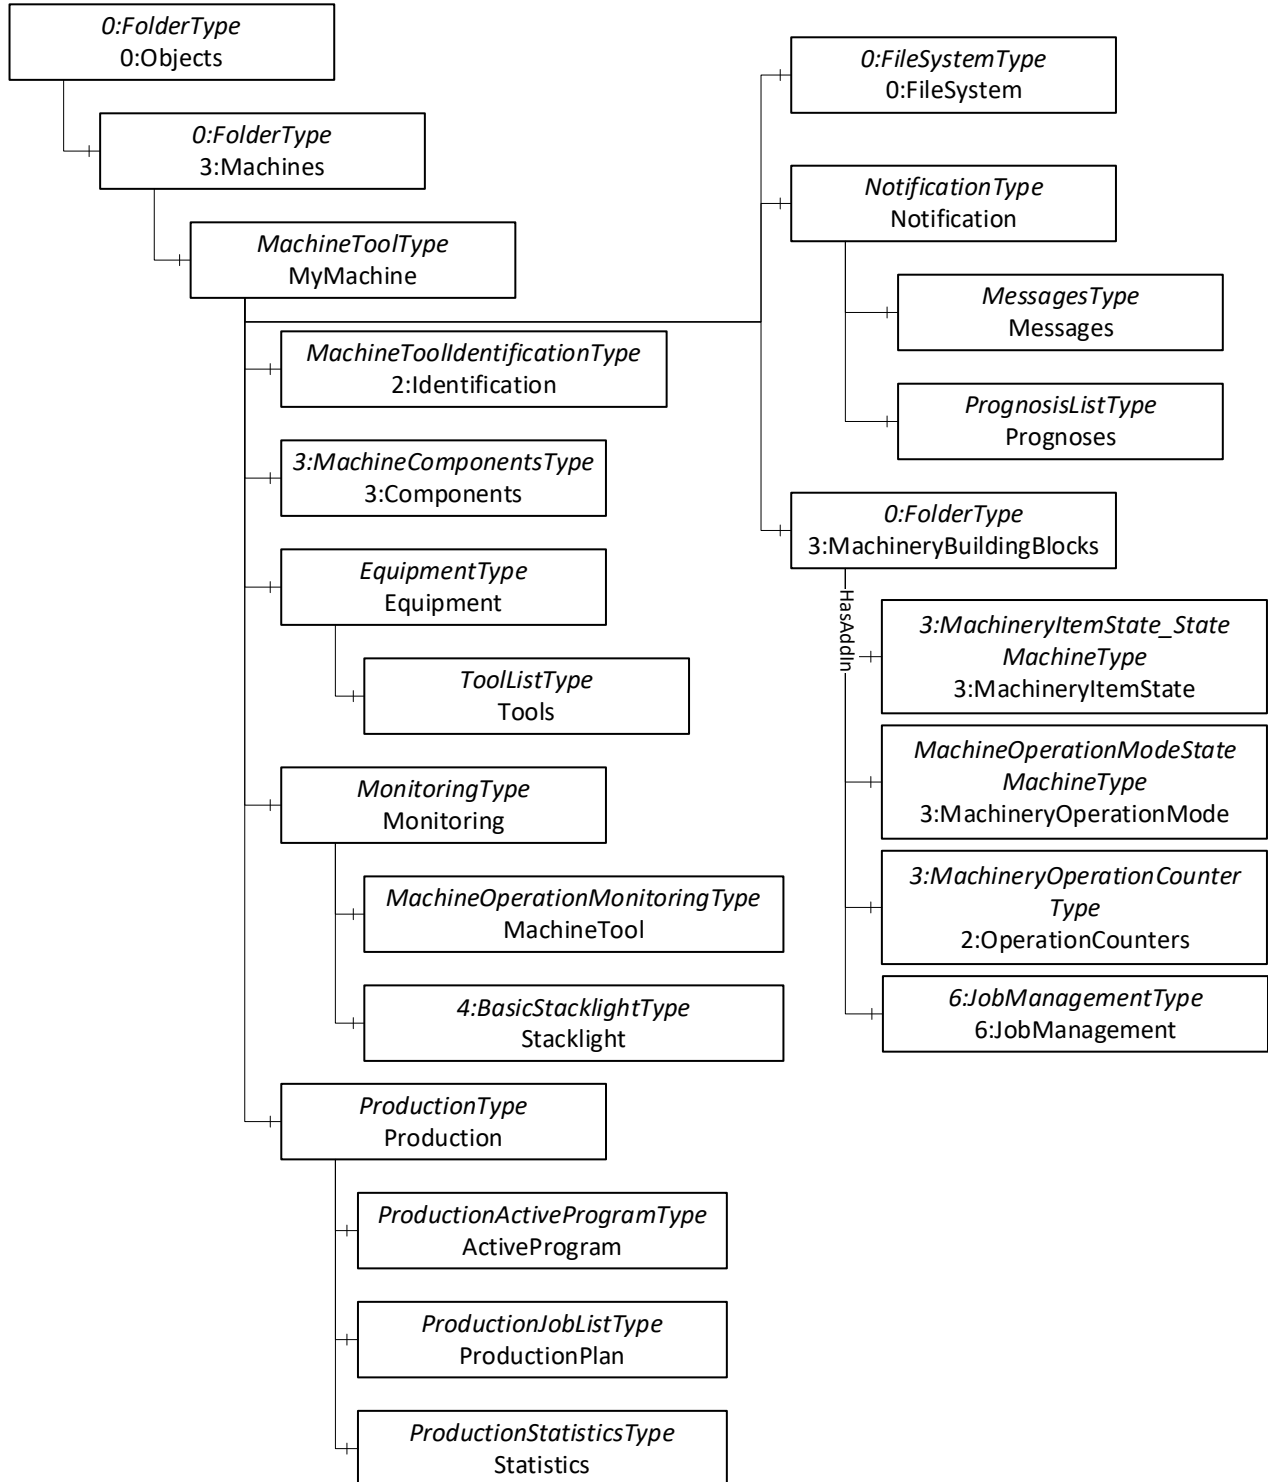 0:FolderType
0:Objects
0:FolderType
3:Machines
MachineToolType
MyMachine
MachineToolIdentificationType
2:Identification
3:MachineComponentsType
3:Components
EquipmentType
Equipment
ToolListType
Tools
MonitoringType
Monitoring
MachineOperationMonitoringType
MachineTool
4:BasicStacklightType
Stacklight
ProductionType
Production
ProductionActiveProgramType
ActiveProgram
ProductionJobListType
ProductionPlan
ProductionStatisticsType
Statistics
0:FileSystemType
0:FileSystem
NotificationType
Notification
MessagesType
Messages
PrognosisListType
Prognoses
0:FolderType
3:MachineryBuildingBlocks
HasAddIn
3:MachineryItemState_State
MachineType
3:MachineryItemState
MachineOperationModeState
MachineType
3:MachineryOperationMode
3:MachineryOperationCounter
Type
2:OperationCounters
6:JobManagementType
6:JobManagement